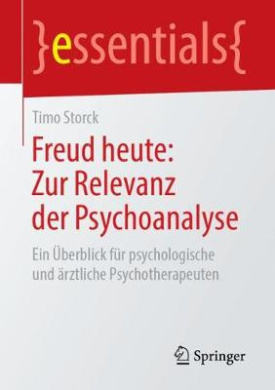 }essentials{
Timo Storck
Freud heute:
Zur Relevanz
der Psychoanalyse
Ein Überblick für psychologische
und ärztliche Psychotherapeuten
Springer